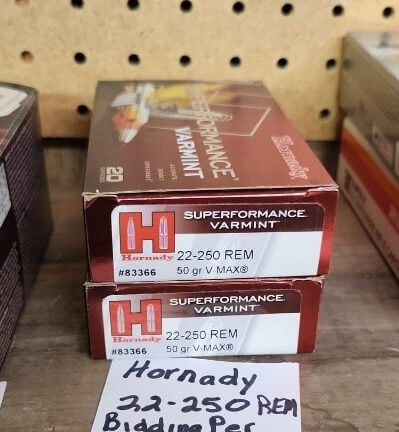 SUPERFORMANCE
VARMINT
Hornady
20
SUPERFORMANCE
VARMINT
Hornady
22-250 REM
#83366
50 gr V-MAX®
SUPERFORMANCE
VARMINT
Hornady
22-250 REM
#83366
50 gr V-MAX®
Hornady
22-250 REM
Bidding Per